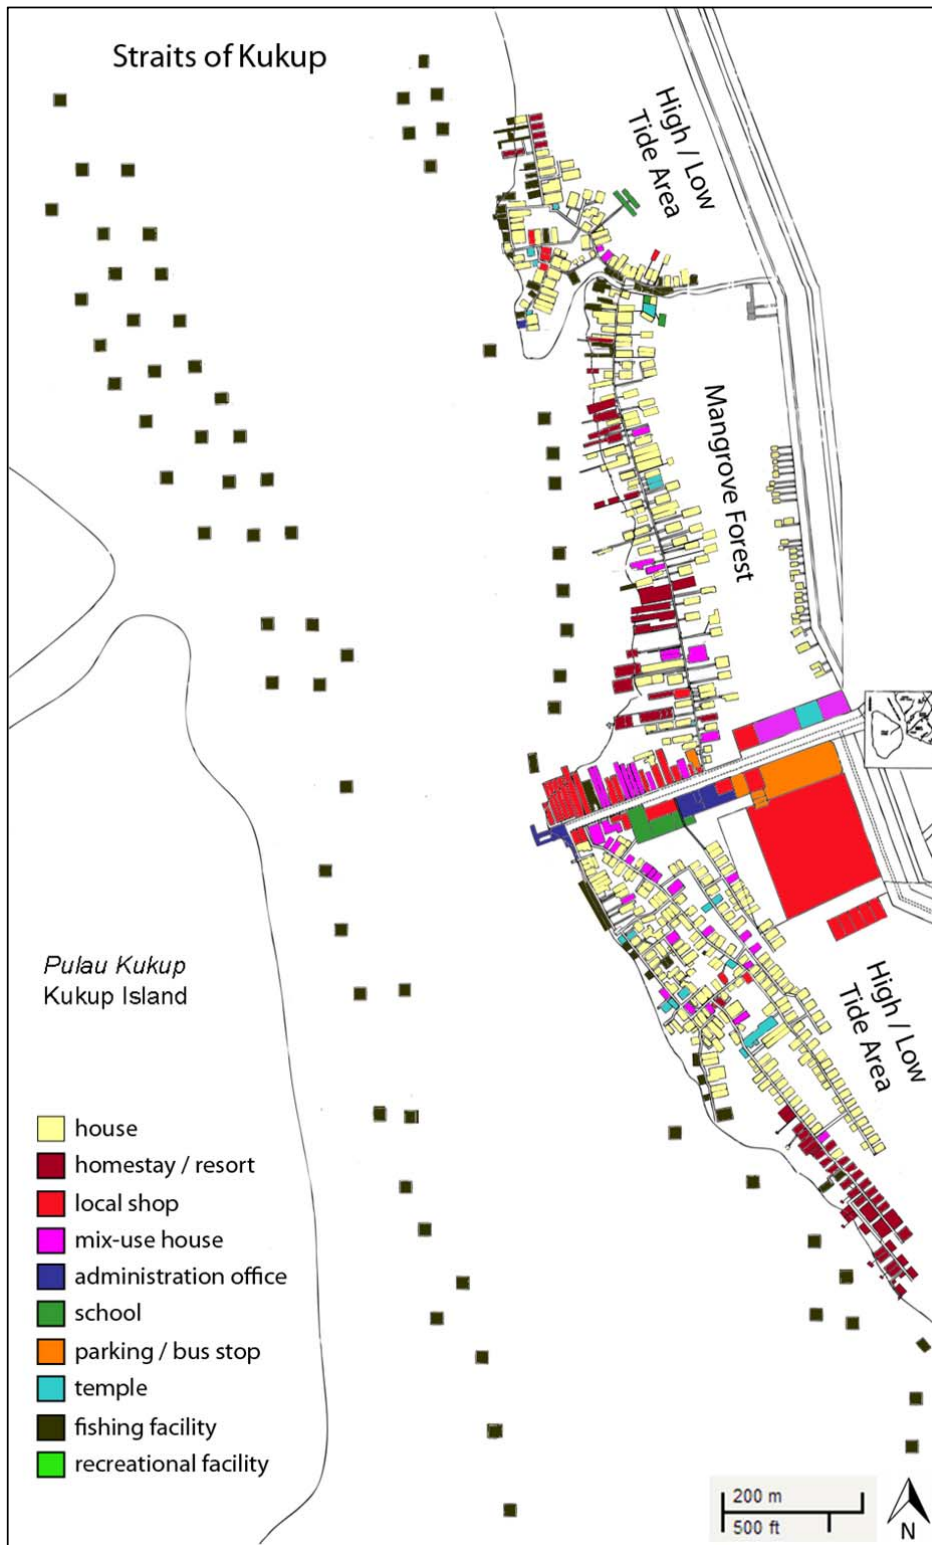 Straits of Kukup
High / Low
Tide Area
Mangrove Forest
Pulau Kukup
Kukup Island
High / Low
Tide Area
house
homestay / resort
local shop
mix-use house
administration office
school
parking / bus stop
temple
fishing facility
recreational facility
200 m
500 ft
N